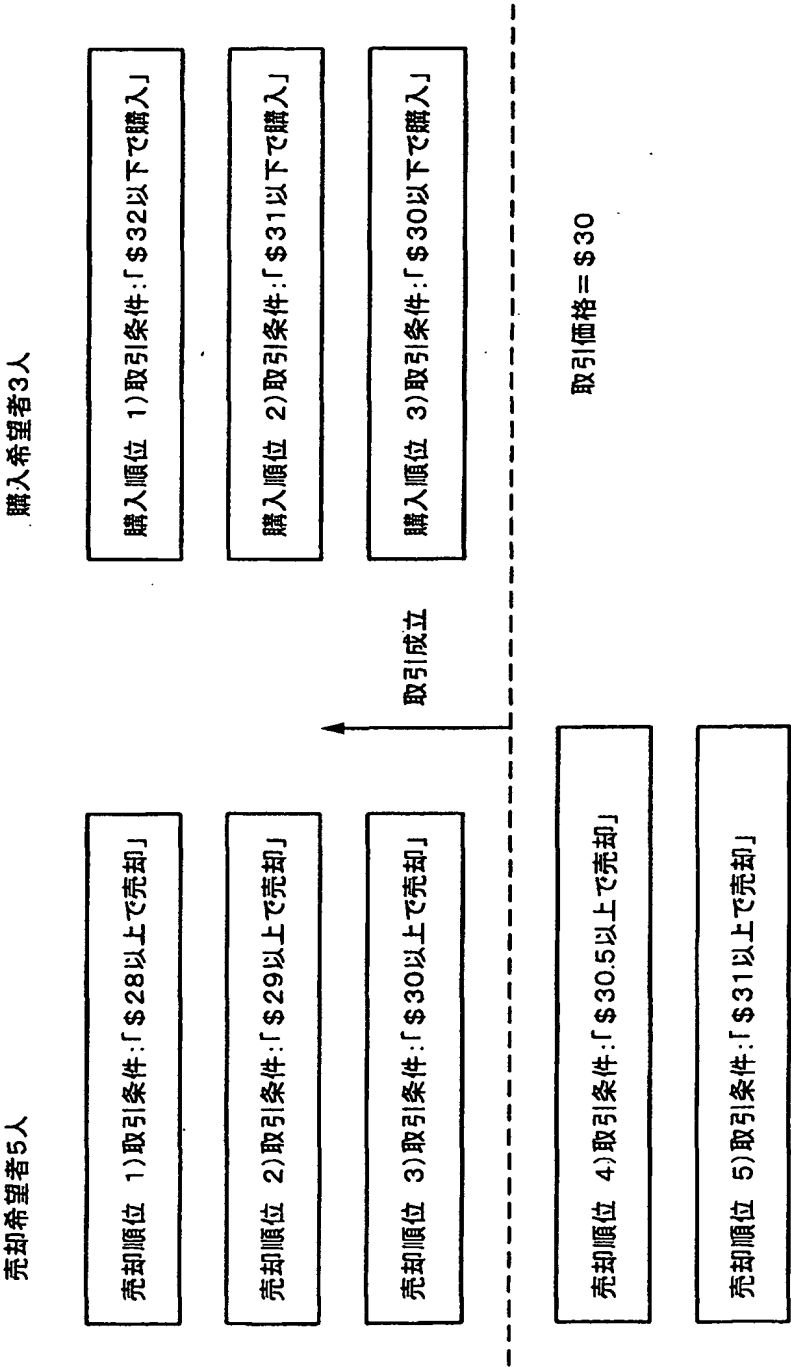 売却希望者5人
購入希望者3人
売却順位 1)取引条件:「$28以上で売却」
購入順位 1)取引条件:「$32以下で購入」
売却順位 2)取引条件:「$29以上で売却」
購入順位 2)取引条件:「$31以下で購入」
売却順位 3)取引条件:「$30以上で売却」
購入順位 3)取引条件:「$30以下で購入」
取引成立
売却順位 4)取引条件:「$30.5以上で売却」
取引価格=$30
売却順位 5)取引条件:「$31以上で売却」